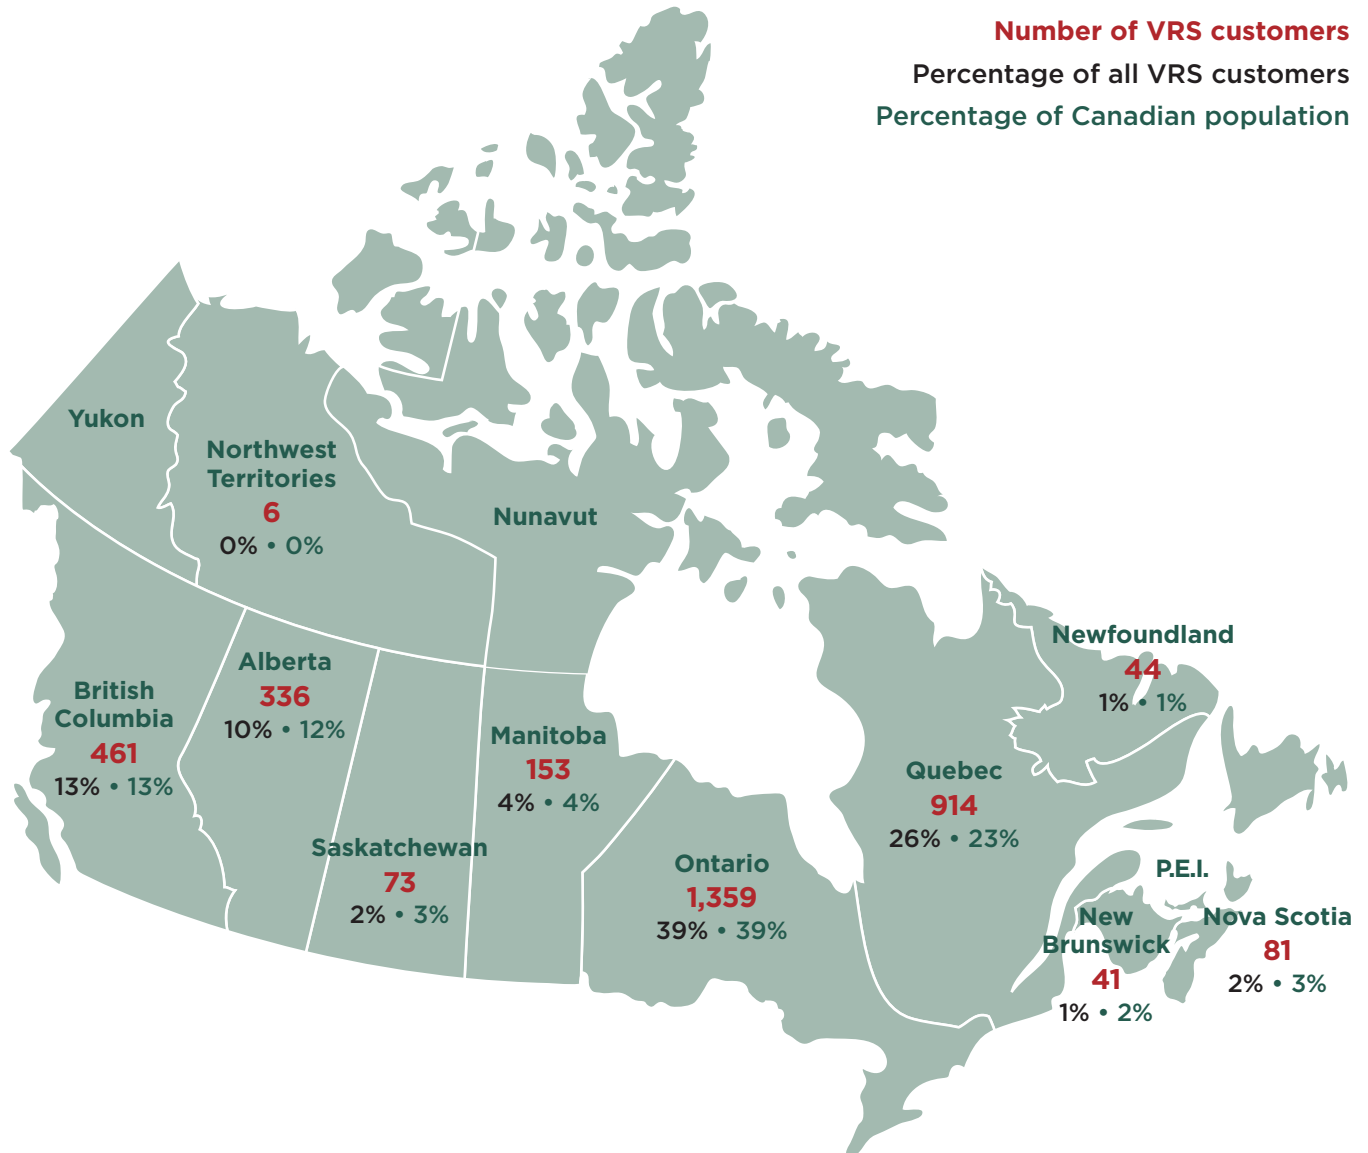 Number of VRS customers
Percentage of all VRS customers
Percentage of Canadian population
Yukon
Northwest
Territories
6
0% • 0%
Nunavut
British
Columbia
461
13% • 13%
Alberta
336
10% • 12%
Saskatchewan
73
2% • 3%
Manitoba
153
4% • 4%
Ontario
1,359
39% • 39%
Quebec
914
26% • 23%
Newfoundland
44
1% • 1%
P.E.I.
New
Brunswick
41
1% • 2%
Nova Scotia
81
2% • 3%